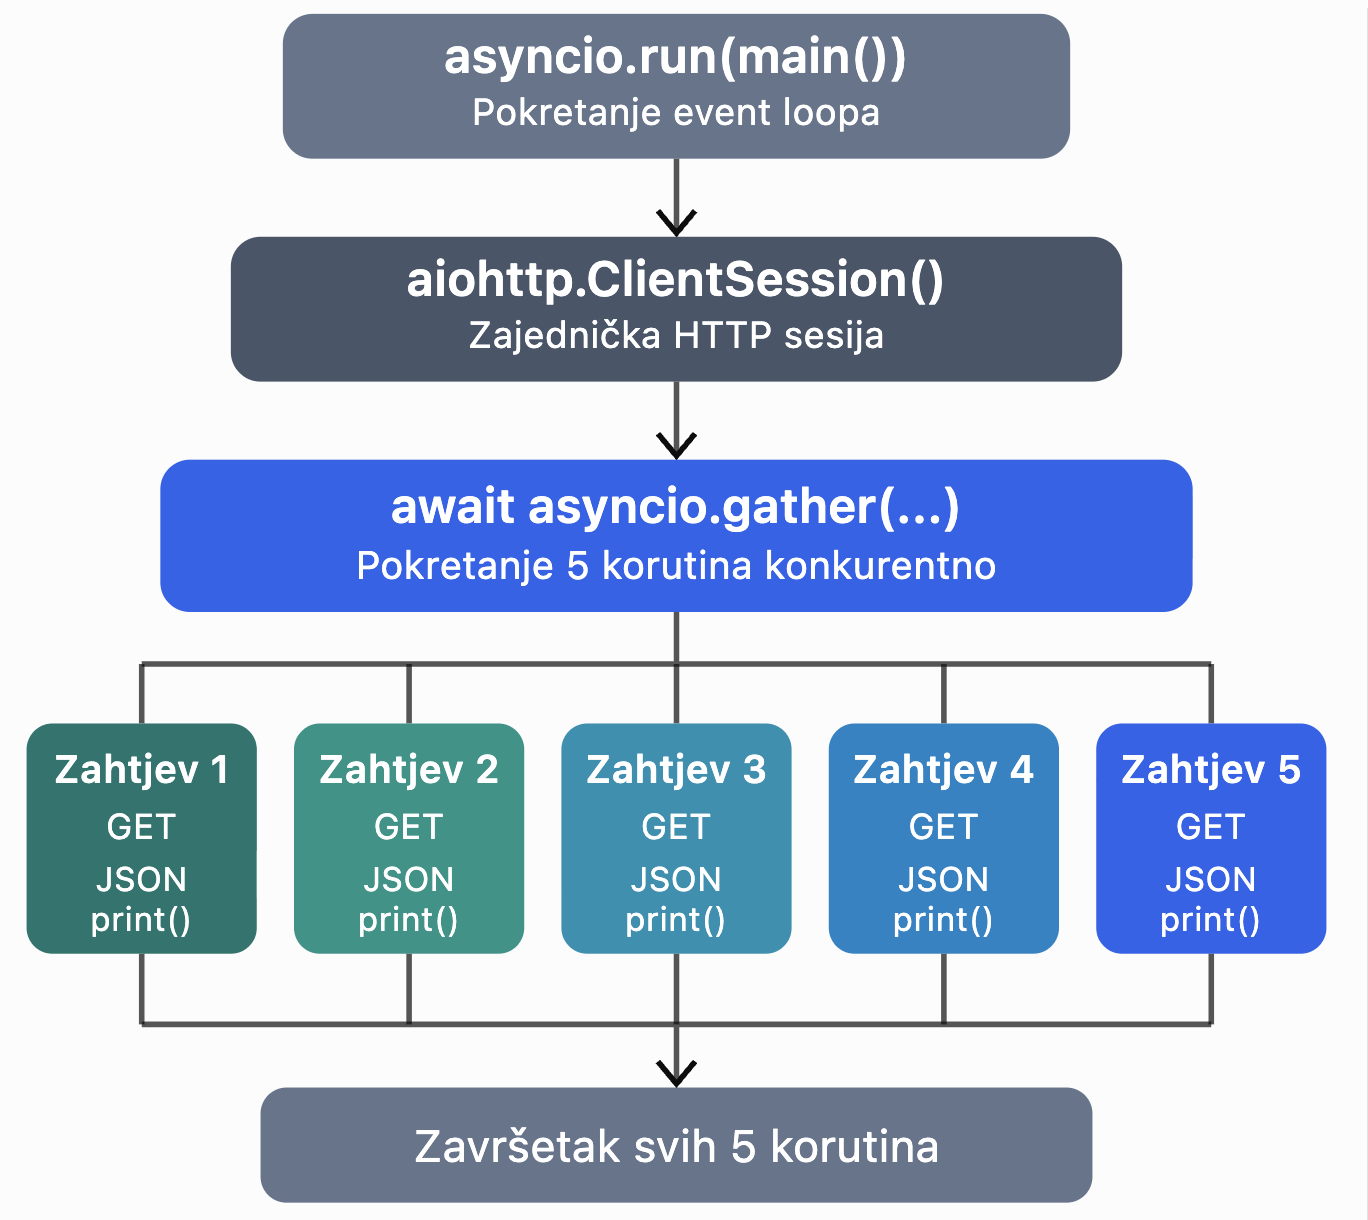 asyncio.run(main())
Pokretanje event loopa
aiohttp.ClientSession()
Zajednička HTTP sesija
await asyncio.gather(...)
Pokretanje 5 korutina konkurentno
Zahtjev 1
GET
JSON
print()
Zahtjev 2
GET
JSON
print()
Zahtjev 3
GET
JSON
print()
Zahtjev 4
GET
JSON
print()
Zahtjev 5
GET
JSON
print()
Završetak svih 5 korutina